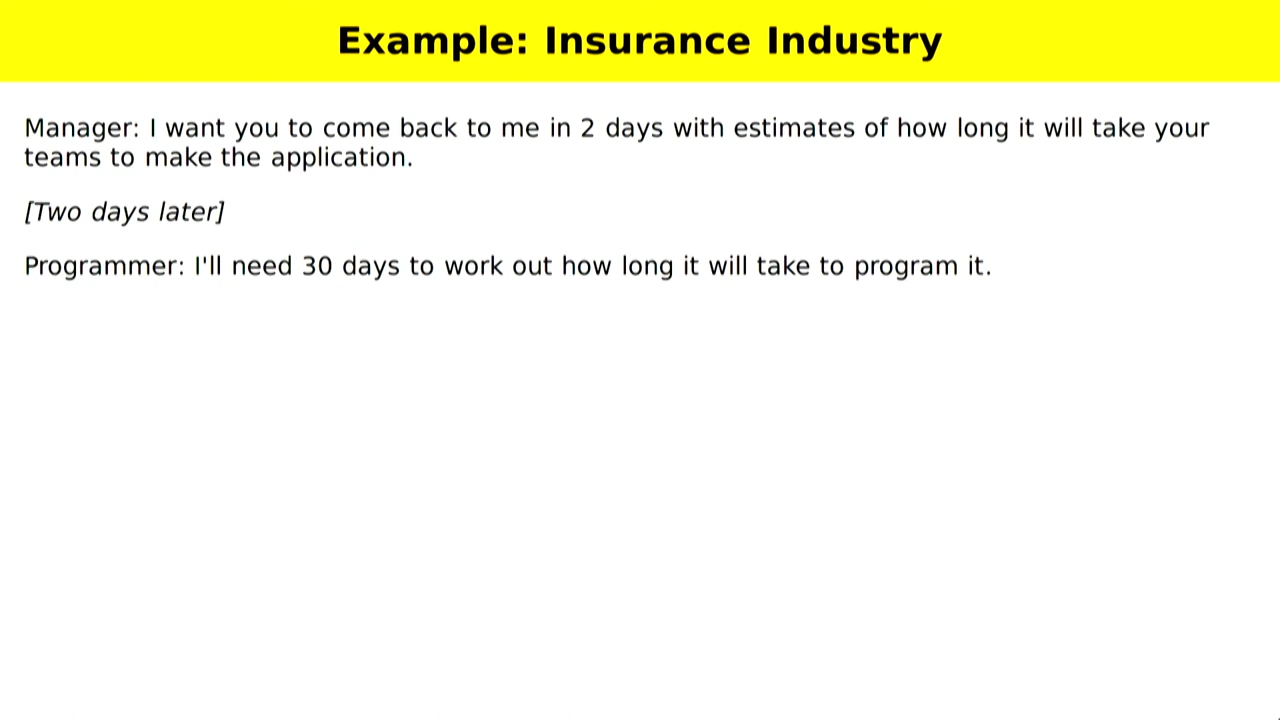 Example: Insurance Industry
Manager: I want you to come back to me in 2 days with estimates of how long it will take your
teams to make the application.
[Two days later]
Programmer: I'll need 30 days to work out how long it will take to program it.